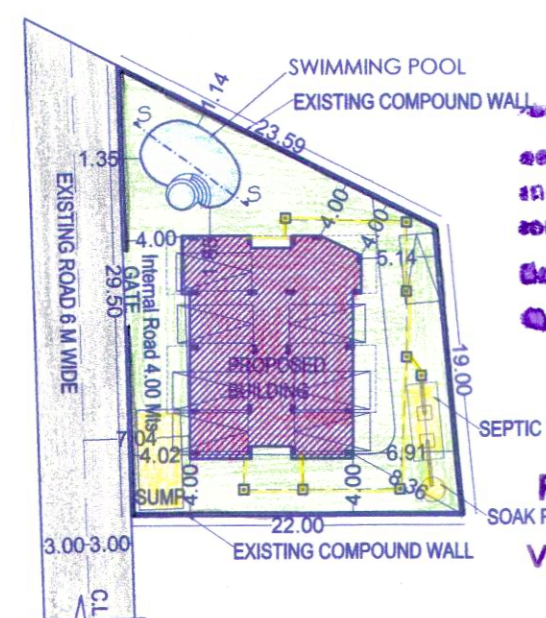 SWIMMING POOL
EXISTING COMPOUND WALL
S
1.14
23.59
1.35
S
4.00
4.00
4.00
5.14
EXISTING ROAD 6 M WIDE
29.50
GATE
Internal Road 4.00 Mts
PROPOSED
BUILDING
19.00
7.04
4.02
6.91
SEPTIC
4.00
4.00
8.36
SUMP
SOAK P
22.00
3.00
3.00
EXISTING COMPOUND WALL
C.L